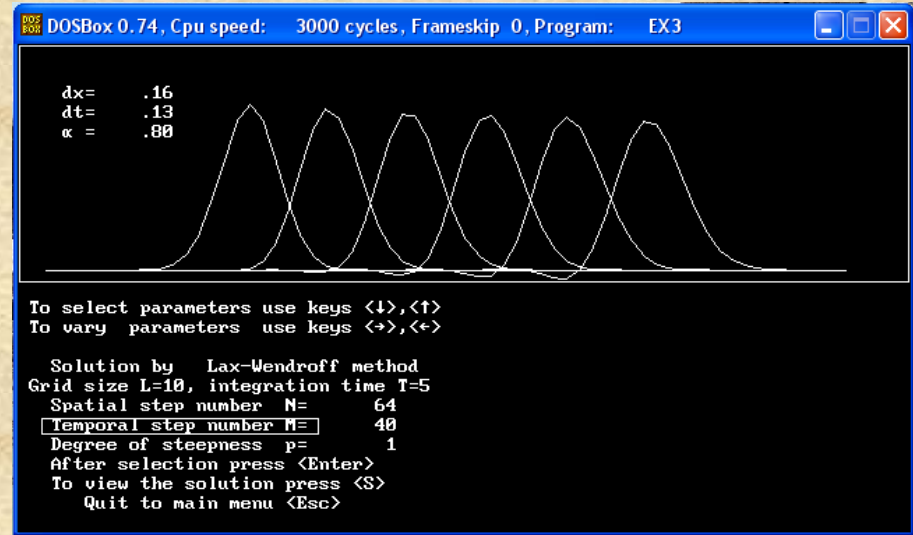 DOS BOX DOSBox 0.74, Cpu speed: 3000 cycles, Frameskip 0, Program: EX3
dx= .16
dt= .13
α = .80
To select parameters use keys <↓>,<↑>
To vary parameters use keys <→>,<←>
Solution by Lax-Wendroff method
Grid size L=10, integration time T=5
Spatial step number N= 64
Temporal step number M= 40
Degree of steepness p= 1
After selection press <Enter>
To view the solution press <S>
Quit to main menu <Esc>